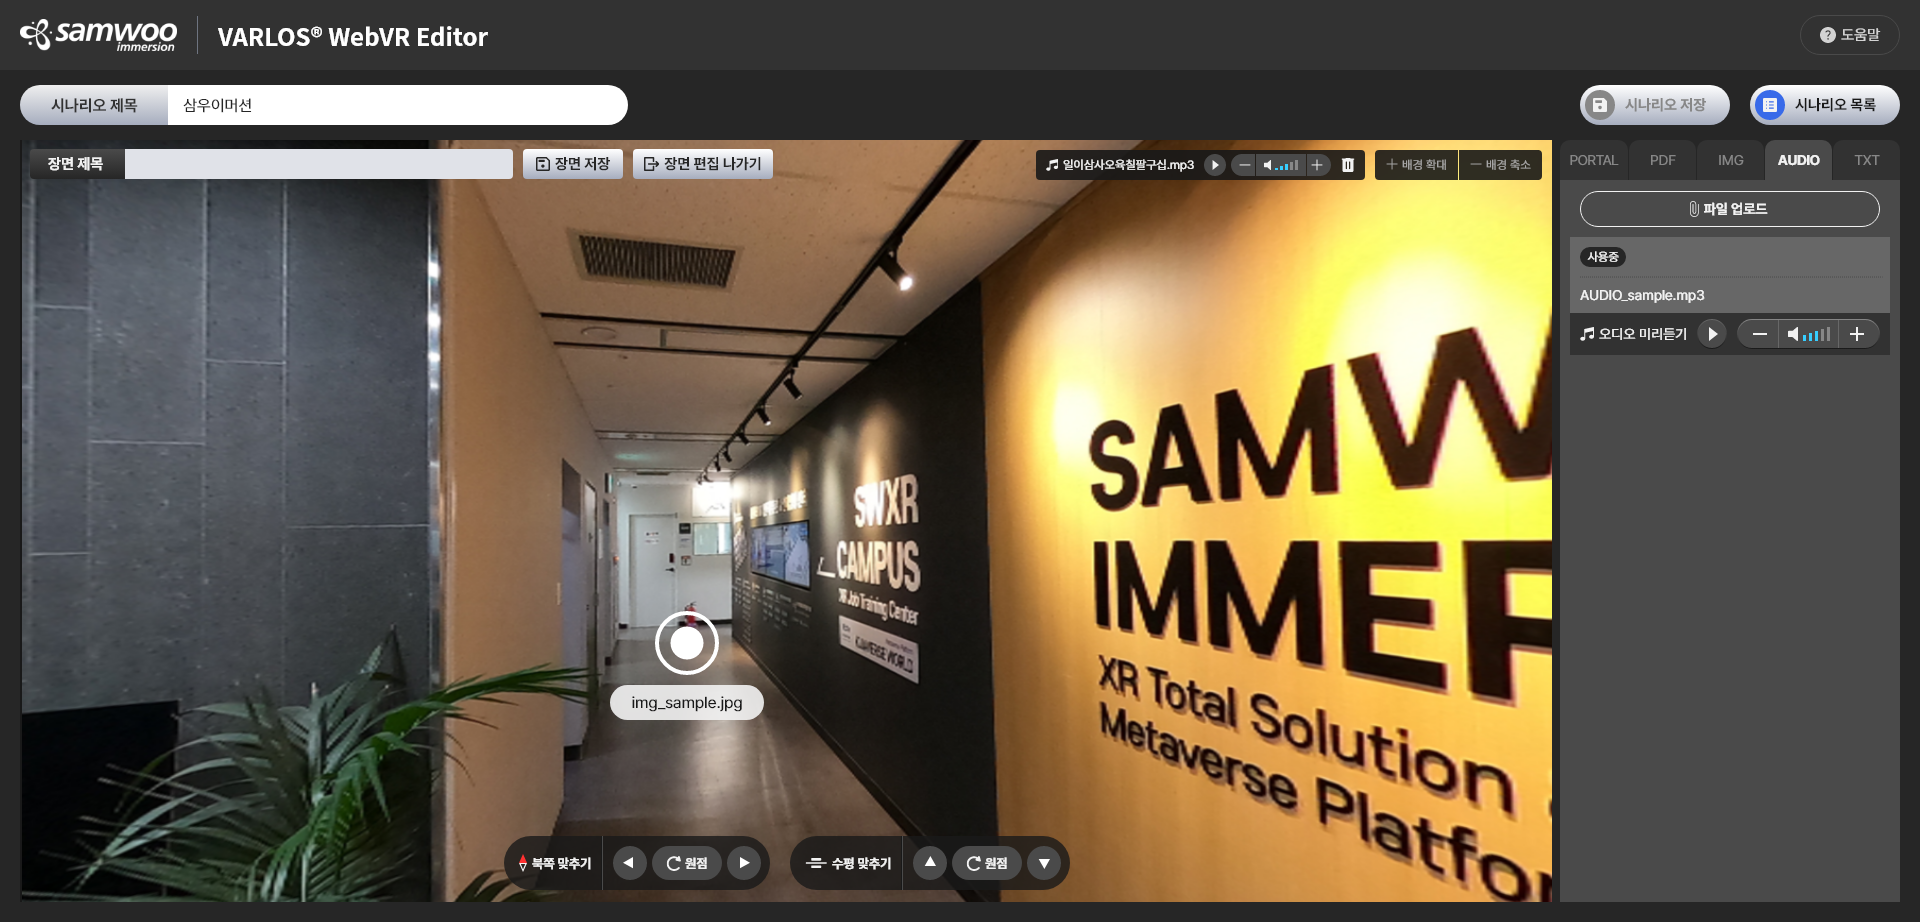 samwoo
immersion
VARLOS® WebVR Editor
도움말
시나리오 제목
삼우이머션
시나리오 저장
시나리오 목록
장면 제목
장면 저장
장면 편집 나가기
일이삼사오육칠팔구십.mp3
배경 확대
배경 축소
PORTAL
PDF
IMG
AUDIO
TXT
파일 업로드
사용중
AUDIO_sample.mp3
오디오 미리듣기
SWXR
CAMPUS
XR Job Training Center
SAMW
IMMER
XR Total Solution
Metaverse Platfor
img_sample.jpg
북쪽 맞추기
원점
수평 맞추기
원점